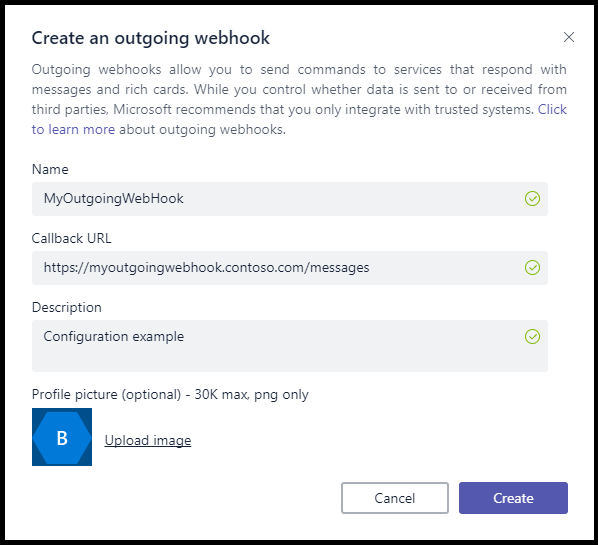 Create an outgoing webhook
Outgoing webhooks allow you to send commands to services that respond with
messages and rich cards. While you control whether data is sent to or received from
third parties, Microsoft recommends that you only integrate with trusted systems. Click
to learn more about outgoing webhooks.
Name
MyOutgoingWebHook
Callback URL
https://myoutgoingwebhook.contoso.com/messages
Description
Configuration example
Profile picture (optional) - 30K max, png only
B
Upload image
Cancel
Create